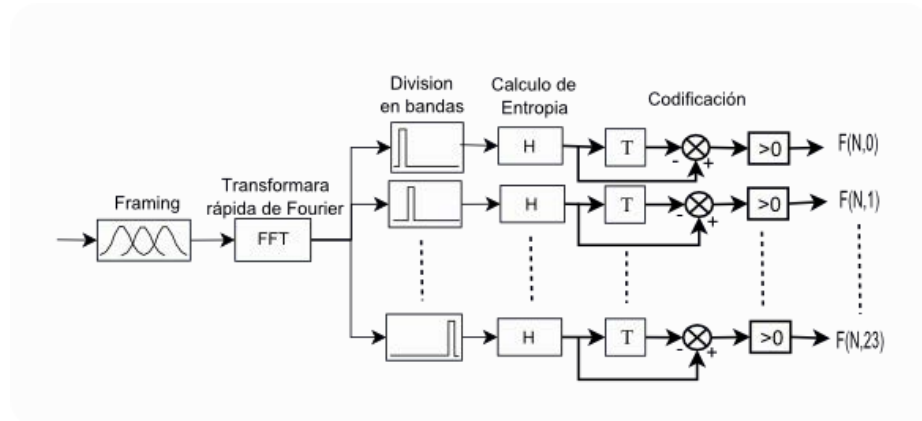 Division
en bandas
Calculo de
Entropia
Codificación
H
T
-
+
>0
F(N,0)
Framing
Transformara
rápida de Fourier
FFT
H
T
-
+
>0
F(N,1)
H
T
-
+
>0
F(N,23)